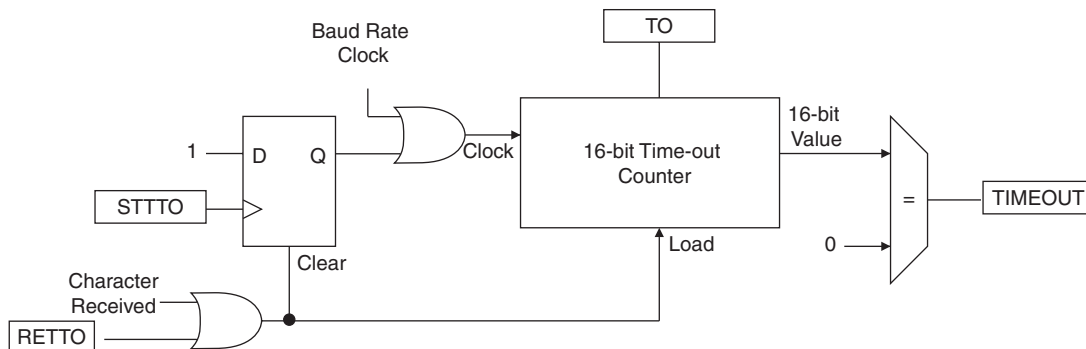 TO
Baud Rate
Clock
16-bit
Value
1
D
Q
Clock
16-bit Time-out
Counter
STTTO
=
TIMEOUT
0
Clear
Load
Character
Received
RETTO